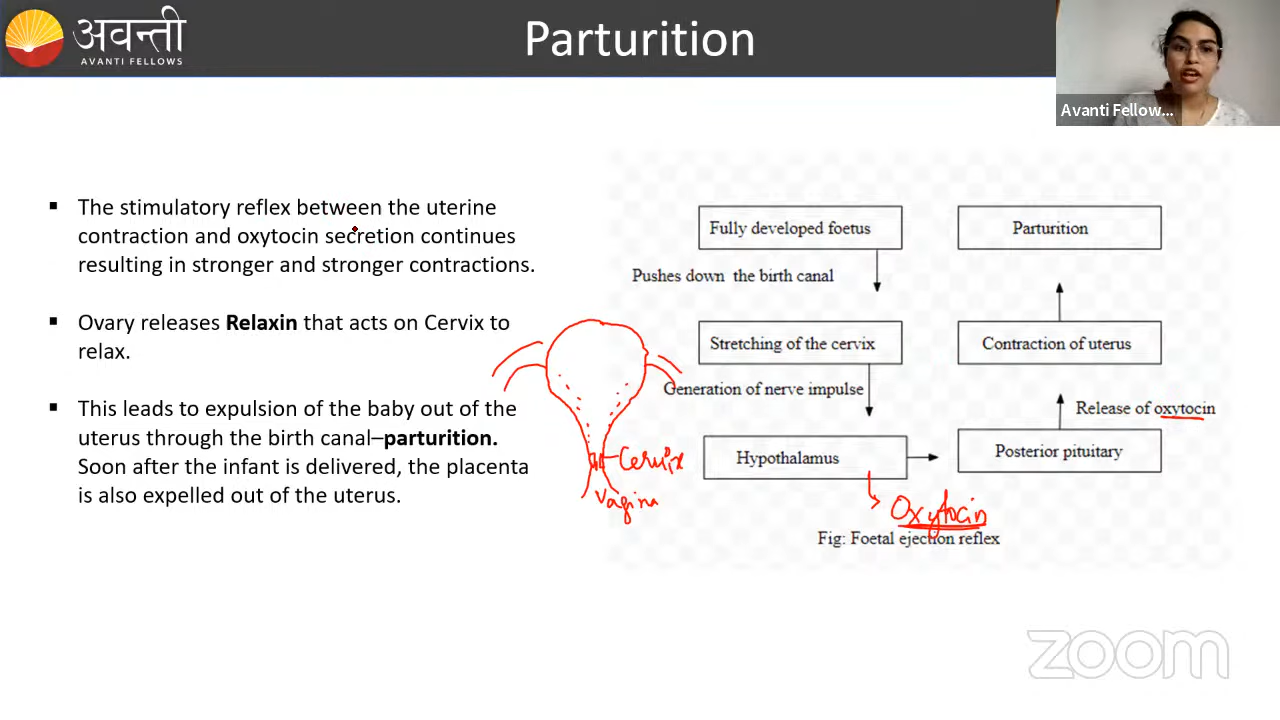 अवन्ती
AVANTI FELLOWS
Parturition
Avanti Fellow...
▪ The stimulatory reflex between the uterine
contraction and oxytocin secretion continues
resulting in stronger and stronger contractions.
▪ Ovary releases Relaxin that acts on Cervix to
relax.
▪ This leads to expulsion of the baby out of the
uterus through the birth canal–parturition.
Soon after the infant is delivered, the placenta
is also expelled out of the uterus.
Cervix
Vagina
Fully developed foetus
Pushes down the birth canal
Stretching of the cervix
Generation of nerve impulse
Hypothalamus
Oxytocin
Posterior pituitary
Release of oxytocin
Contraction of uterus
Parturition
Fig: Foetal ejection reflex
zoom